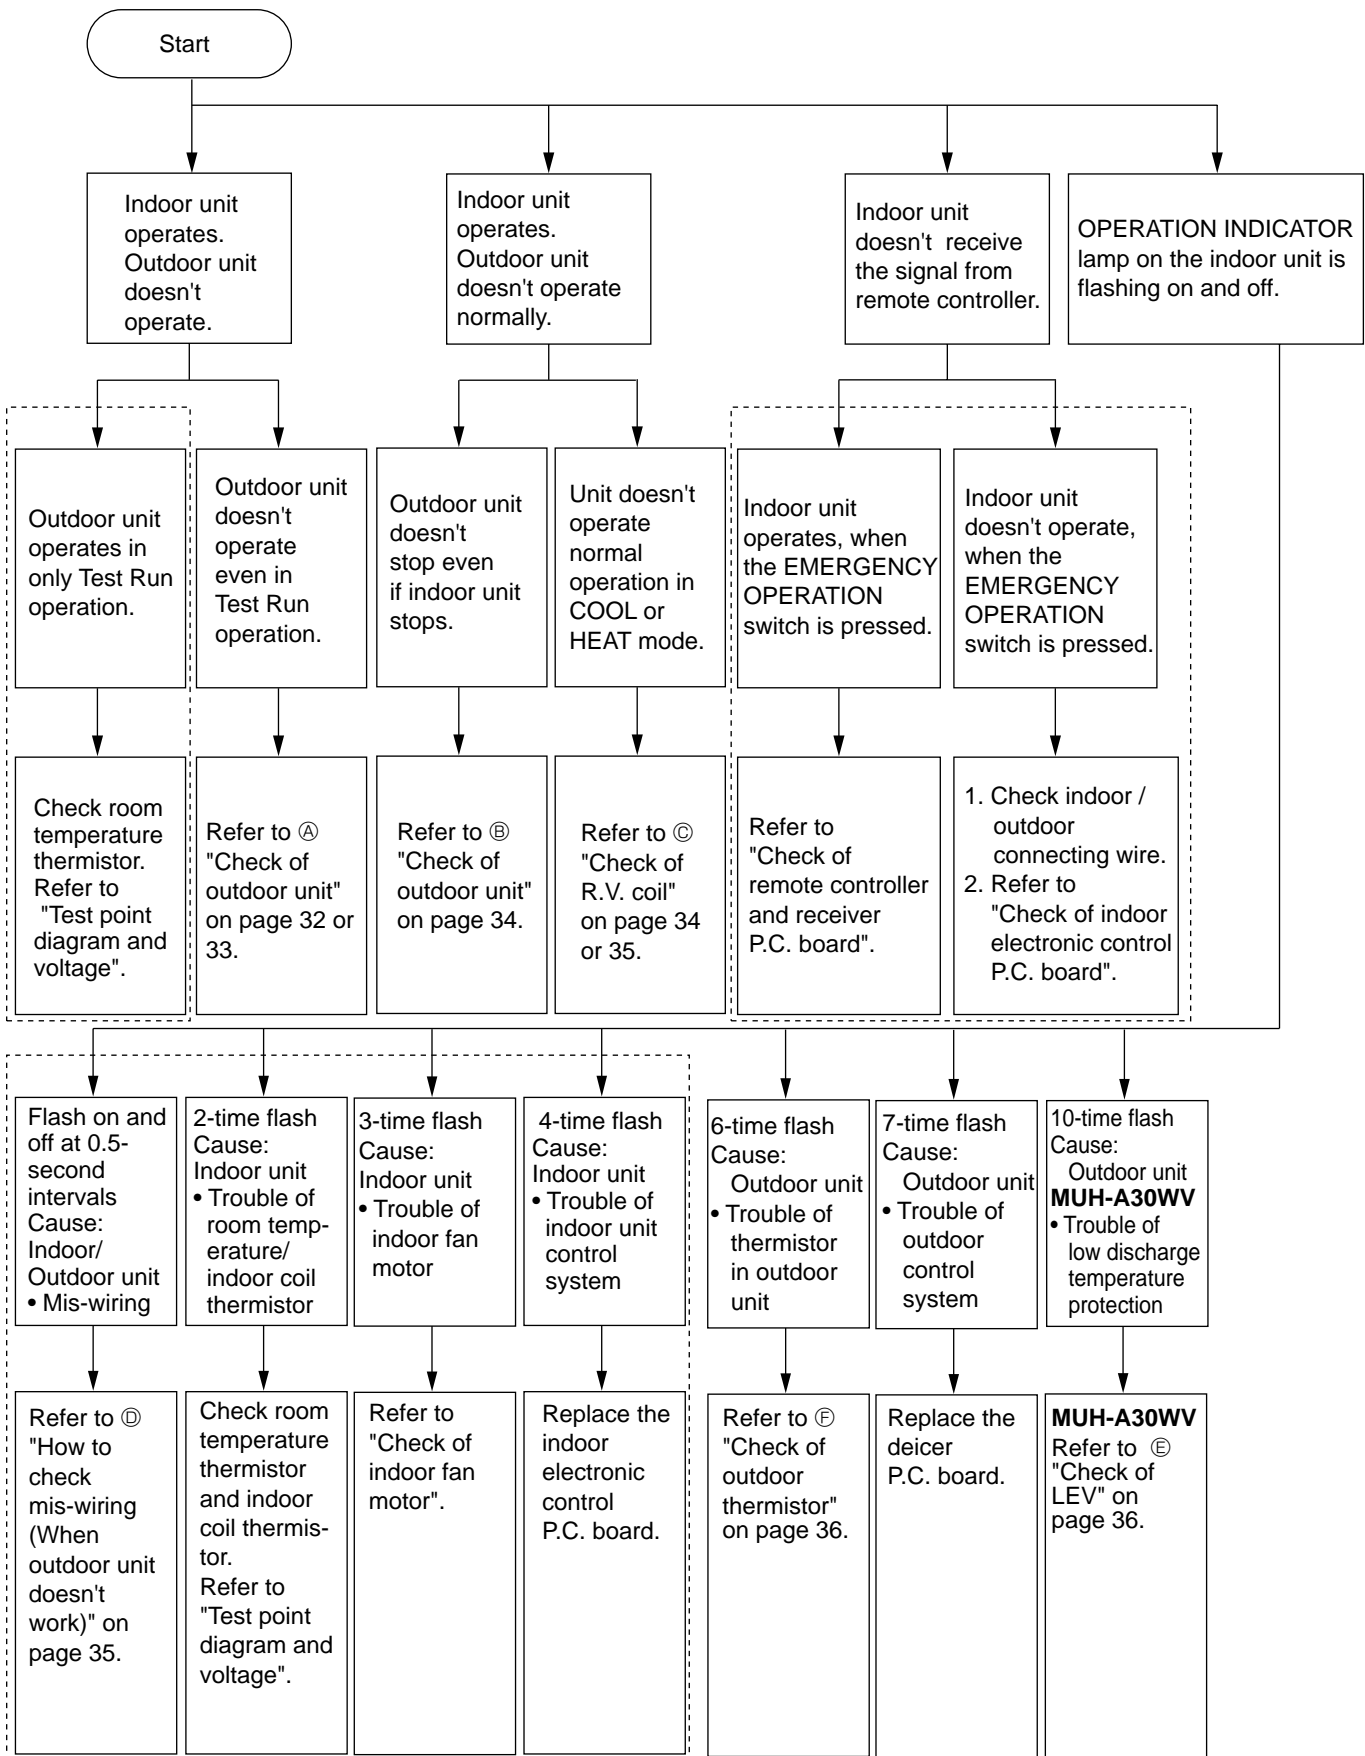 Start
Indoor unit
operates.
Outdoor unit
doesn't
operate.
Indoor unit
operates.
Outdoor unit
doesn't operate
normally.
Indoor unit
doesn't receive
the signal from
remote controller.
OPERATION INDICATOR
lamp on the indoor unit is
flashing on and off.
Outdoor unit
operates in
only Test Run
operation.
Outdoor unit
doesn't
operate
even in
Test Run
operation.
Outdoor unit
doesn't
stop even
if indoor unit
stops.
Unit doesn't
operate
normal
operation in
COOL or
HEAT mode.
Indoor unit
operates, when
the EMERGENCY
OPERATION
switch is pressed.
Indoor unit
doesn't operate,
when the
EMERGENCY
OPERATION
switch is pressed.
Check room
temperature
thermistor.
Refer to
"Test point
diagram and
voltage".
Refer to Ⓐ
"Check of
outdoor unit"
on page 32 or
33.
Refer to Ⓑ
"Check of
outdoor unit"
on page 34.
Refer to Ⓒ
"Check of
R.V. coil"
on page 34
or 35.
Refer to
"Check of
remote controller
and receiver
P.C. board".
1. Check indoor /
outdoor
connecting wire.
2. Refer to
"Check of indoor
electronic control
P.C. board".
Flash on and
off at 0.5-
second
intervals
Cause:
Indoor/
Outdoor unit
• Mis-wiring
2-time flash
Cause:
Indoor unit
• Trouble of
room temp-
erature/
indoor coil
thermistor
3-time flash
Cause:
Indoor unit
• Trouble of
indoor fan
motor
4-time flash
Cause:
Indoor unit
• Trouble of
indoor unit
control
system
6-time flash
Cause:
Outdoor unit
• Trouble of
thermistor
in outdoor
unit
7-time flash
Cause:
Outdoor unit
• Trouble of
outdoor
control
system
10-time flash
Cause:
Outdoor unit
MUH-A30WV
• Trouble of
low discharge
temperature
protection
Refer to Ⓓ
"How to
check
mis-wiring
(When
outdoor unit
doesn't
work)" on
page 35.
Check room
temperature
thermistor
and indoor
coil thermis-
tor.
Refer to
"Test point
diagram and
voltage".
Refer to
"Check of
indoor fan
motor".
Replace the
indoor
electronic
control
P.C. board.
Refer to Ⓕ
"Check of
outdoor
thermistor"
on page 36.
Replace the
deicer
P.C. board.
MUH-A30WV
Refer to Ⓔ
"Check of
LEV" on
page 36.